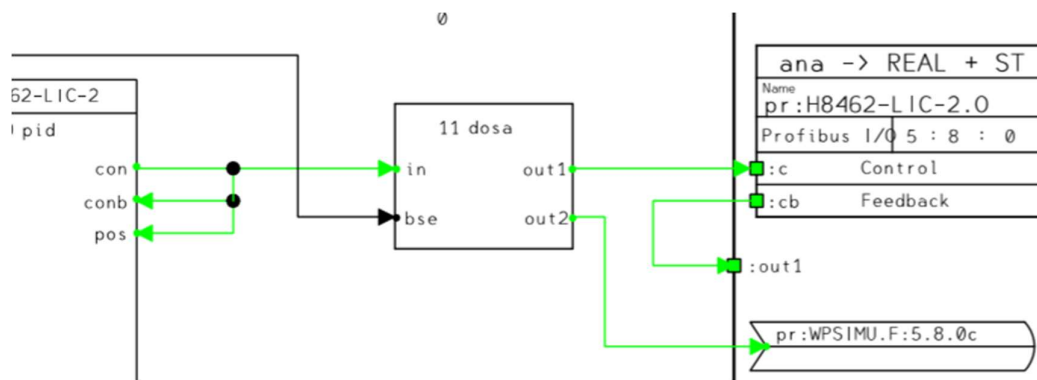 0
62-LIC-2
pid
con
conb
pos
11 dosa
in
bse
out1
out2
ana -> REAL + ST
Name
pr:H8462-LIC-2.0
Profibus I/O 5 : 8 : 0
:c Control
:cb Feedback
:out1
pr:WPSIMU.F:5.8.0c